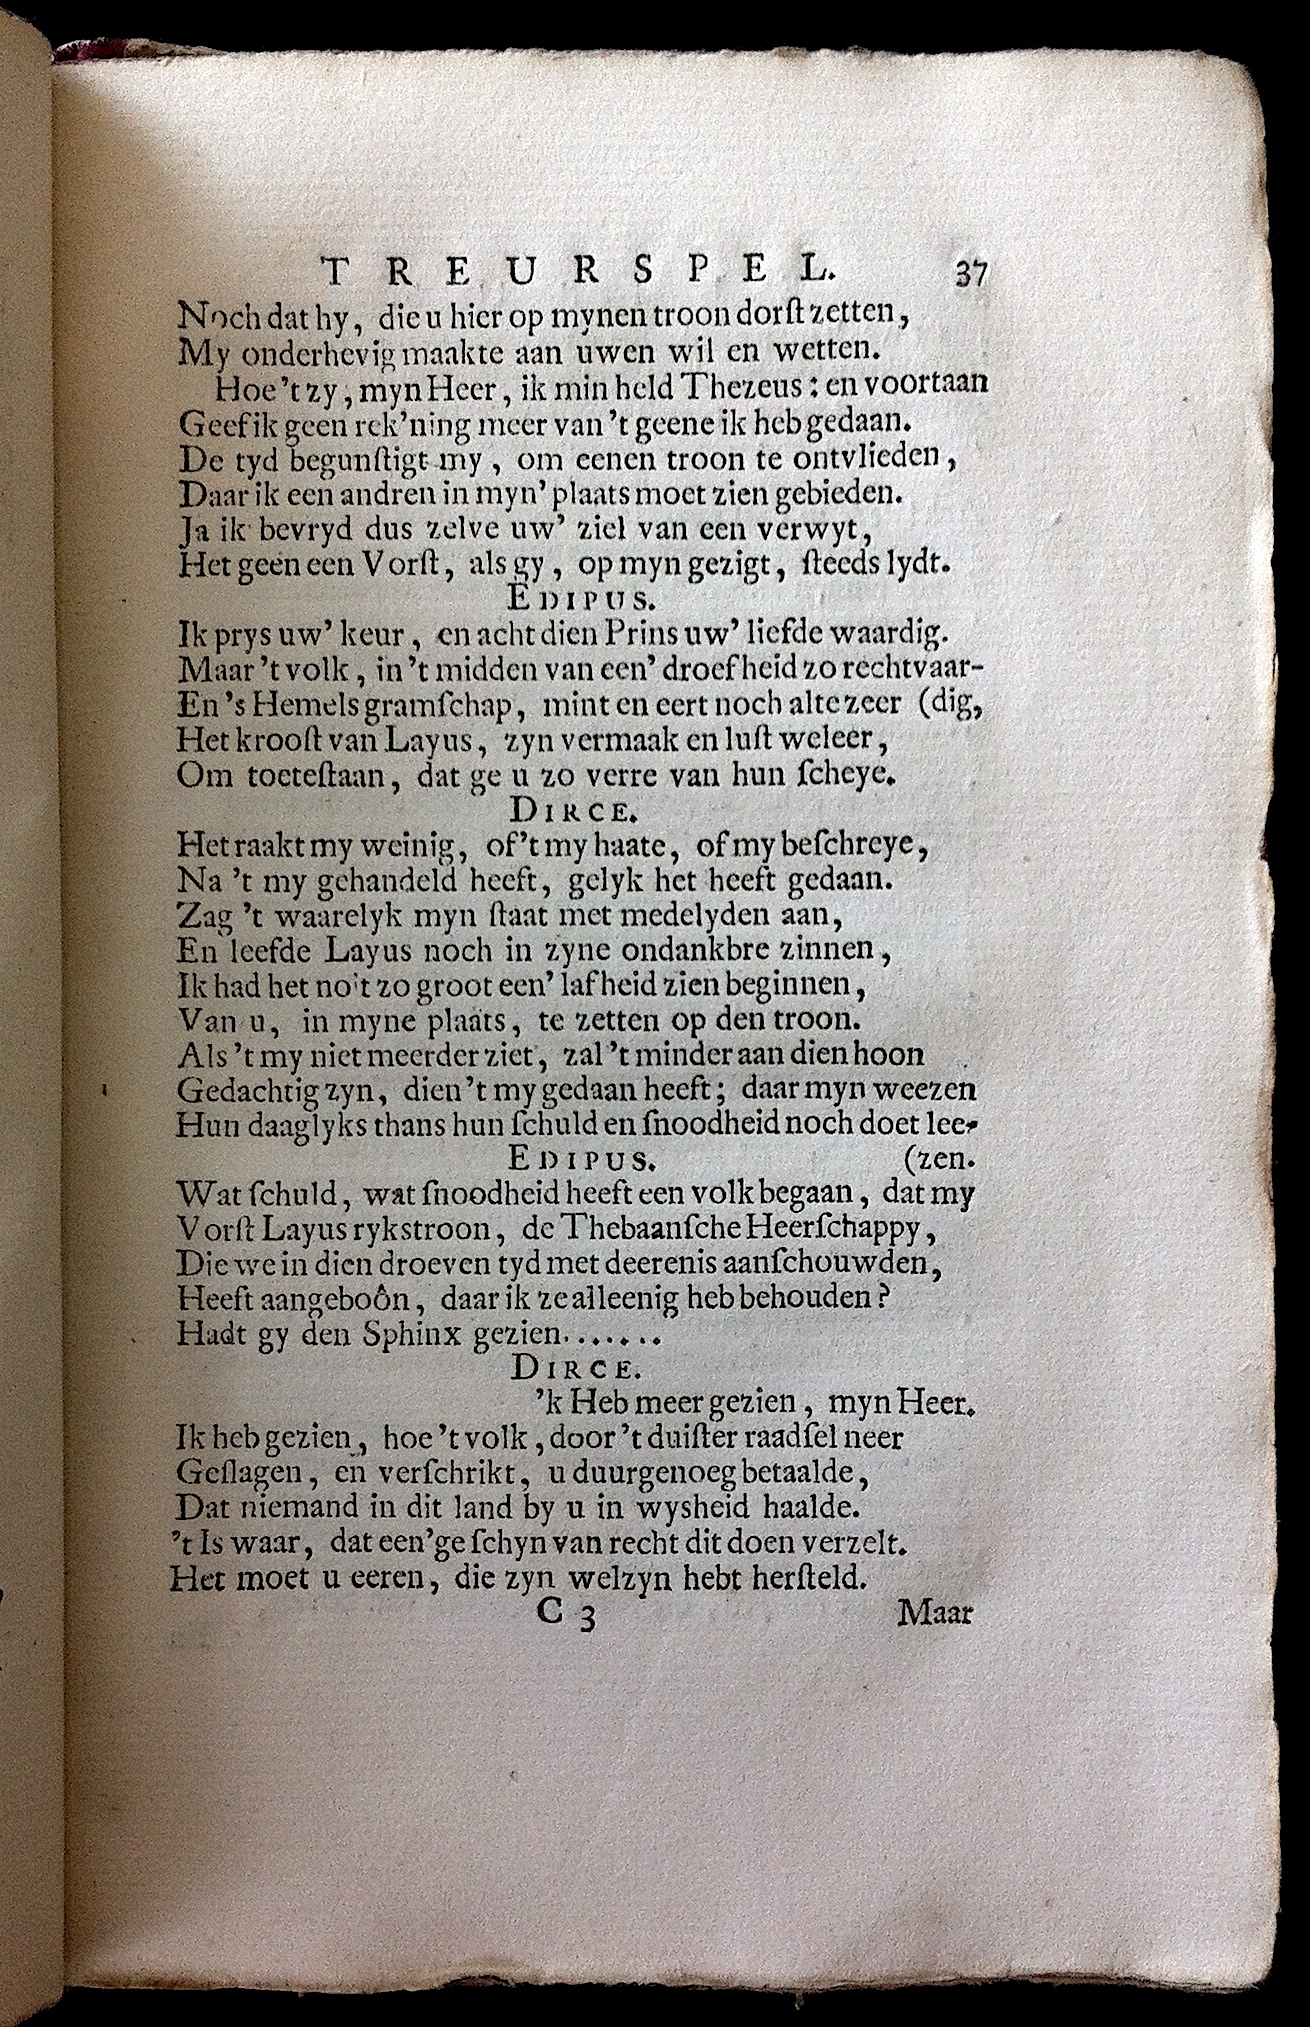 TREURSPEL. 37
Noch dat hy, die u hier op mynen troon dorſt zetten,
My onderhevig maakte aan uwen wil en wetten.
Hoe 't zy, myn Heer, ik min held Thezeus: en voortaan
Geef ik geen rek'ning meer van 't geene ik heb gedaan.
De tyd begunſtigt my, om eenen troon te ontvlieden,
Daar ik een andren in myn' plaats moet zien gebieden.
Ja ik bevryd dus zelve uw' ziel van een verwyt,
Het geen een Vorſt, als gy, op myn gezigt, ſteeds lydt.
EDIPUS.
Ik prys uw' keur, en acht dien Prins uw' liefde waardig.
Maar 't volk, in 't midden van een' droefheid zo rechtvaar-
En 's Hemels gramſchap, mint en eert noch alte zeer (dig,
Het krooſt van Layus, zyn vermaak en luſt weleer,
Om toeteſtaan, dat ge u zo verre van hun ſcheye.
DIRCE.
Het raakt my weinig, of 't my haate, of my beſchreye,
Na 't my gehandeld heeft, gelyk het heeft gedaan.
Zag 't waarelyk myn ſtaat met medelyden aan,
En leefde Layus noch in zyne ondankbre zinnen,
Ik had het no't zo groot een' lafheid zien beginnen,
Van u, in myne plaats, te zetten op den troon.
Als 't my niet meerder ziet, zal 't minder aan dien hoon
Gedachtig zyn, dien 't my gedaan heeft; daar myn weezen
Hun daaglyks thans hun ſchuld en ſnoodheid noch doet lee-
EDIPUS. (zen.
Wat ſchuld, wat ſnoodheid heeft een volk begaan, dat my
Vorſt Layus rykstroon, de Thebaanſche Heerſchappy,
Die we in dien droeven tyd met deerenis aanſchouwden,
Heeft aangeboôn, daar ik ze alleenig heb behouden?
Hadt gy den Sphinx gezien.......
DIRCE.
'k Heb meer gezien, myn Heer.
Ik heb gezien, hoe 't volk, door 't duiſter raadſel neer
Geſlagen, en verſchrikt, u duur genoeg betaalde,
Dat niemand in dit land by u in wysheid haalde.
't Is waar, dat een'ge ſchyn van recht dit doen verzelt.
Het moet u eeren, die zyn welzyn hebt herſteld.
C 3 Maar